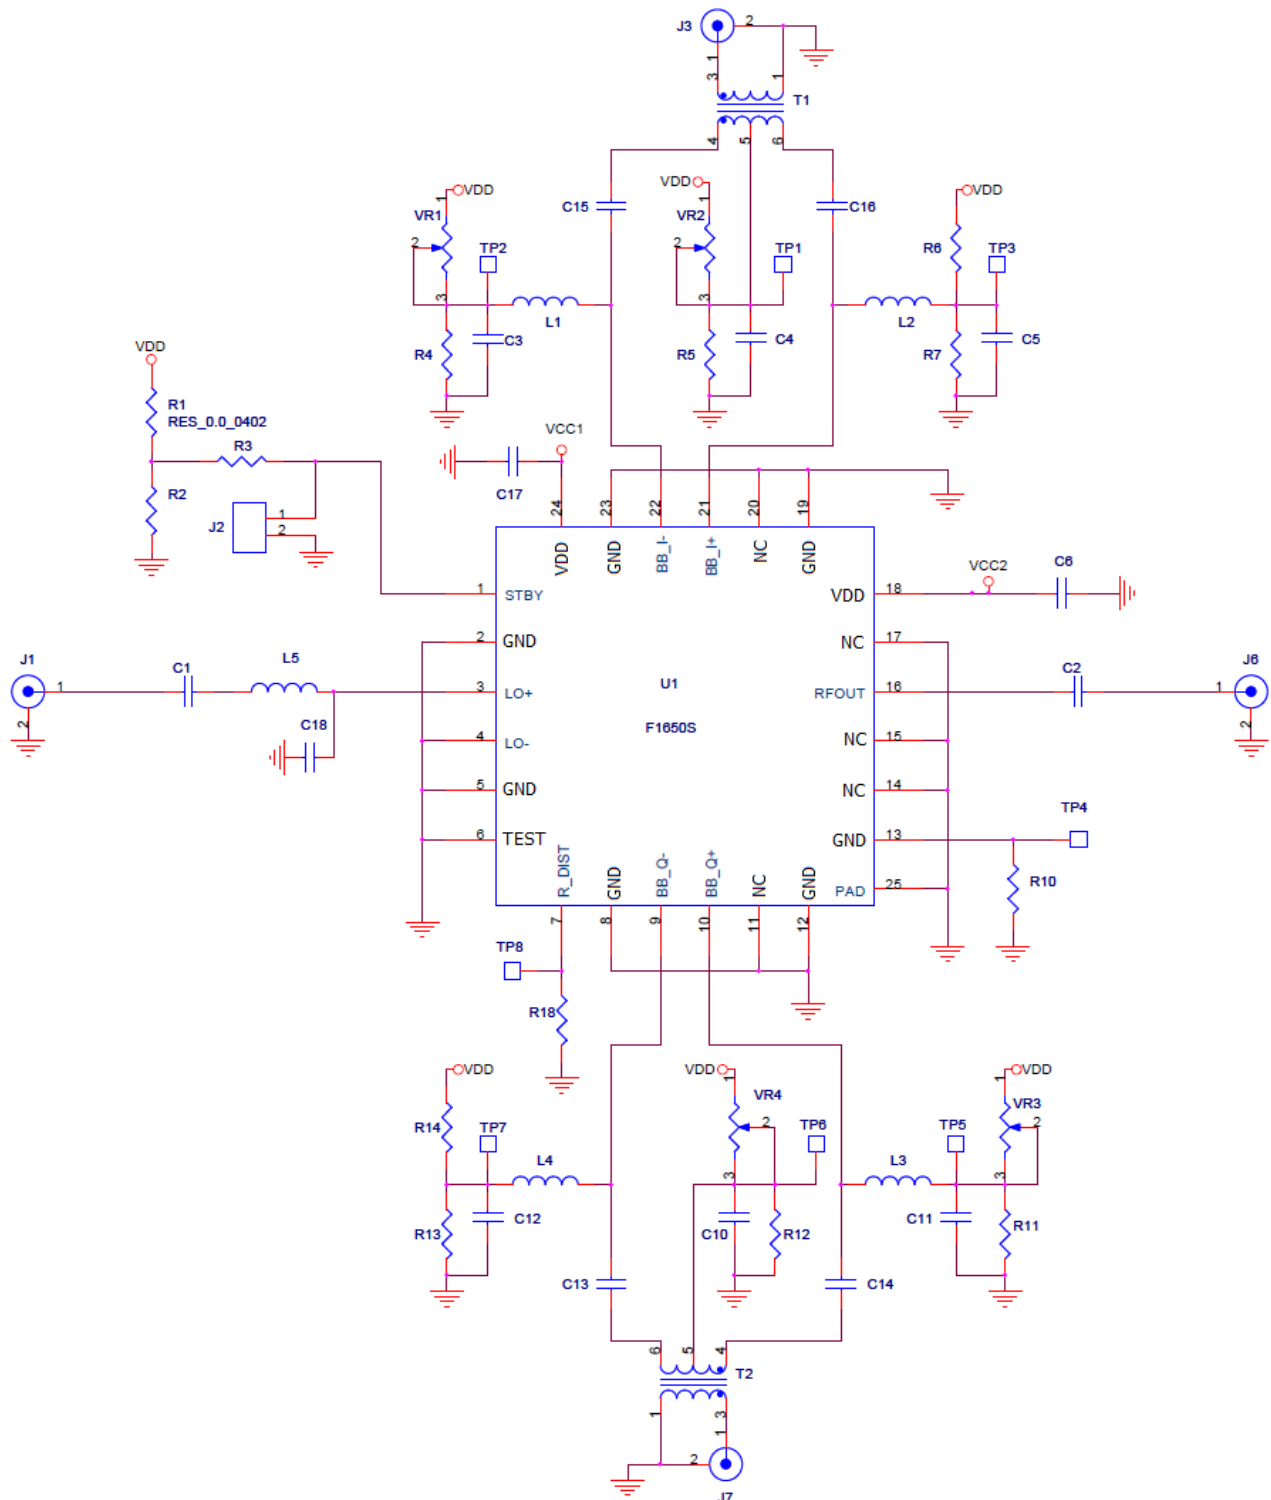 J3
2
1
3
1
T1
4
5
6
VDD
VDD
VDD
1
1
VR1
C15
VR2
C16
2
TP2
2
TP1
R6
TP3
3
3
L1
L2
R4
C3
R5
C4
R7
C5
VDD
R1
RES_0.0_0402
R3
VCC1
R2
C17
J2
1
2
24
23
22
21
20
19
VDD
GND
BB_I-
BB_I+
NC
GND
VCC2
C6
1
STBY
VDD
18
2
GND
NC
17
J1
1
C1
L5
3
LO+
U1
RFOUT
16
C2
1
J6
2
C18
F1650S
2
4
LO-
NC
15
5
GND
NC
14
TP4
6
TEST
GND
13
R_DIST
GND
BB_Q-
BB_Q+
NC
GND
PAD
25
R10
7
8
9
10
11
12
TP8
R18
VDD
VDD
VDD
1
1
R14
TP7
VR4
2
TP6
TP5
VR3
2
L4
3
L3
3
R13
C12
C10
R12
C11
R11
C13
C14
6
5
4
T2
1
3
1
2
J7